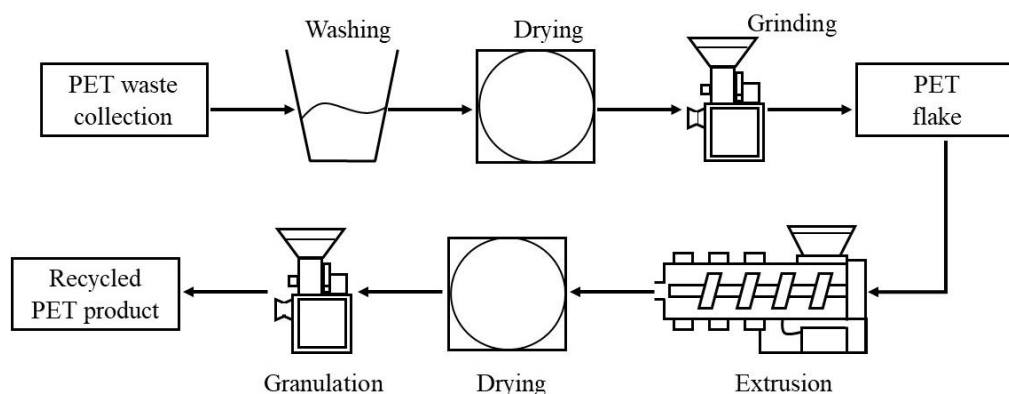 Washing
Drying
Grinding
PET waste
collection
PET
flake
Recycled
PET product
Granulation
Drying
Extrusion